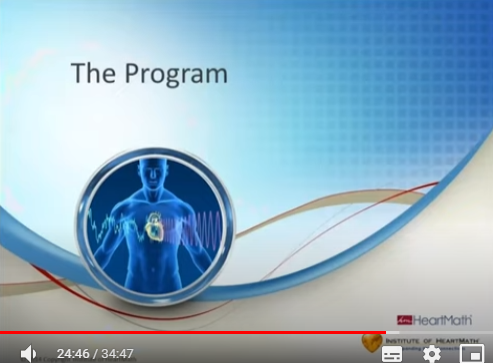 The Program
HeartMath
INSTITUTE OF HEARTMATH
24:46 / 34:47